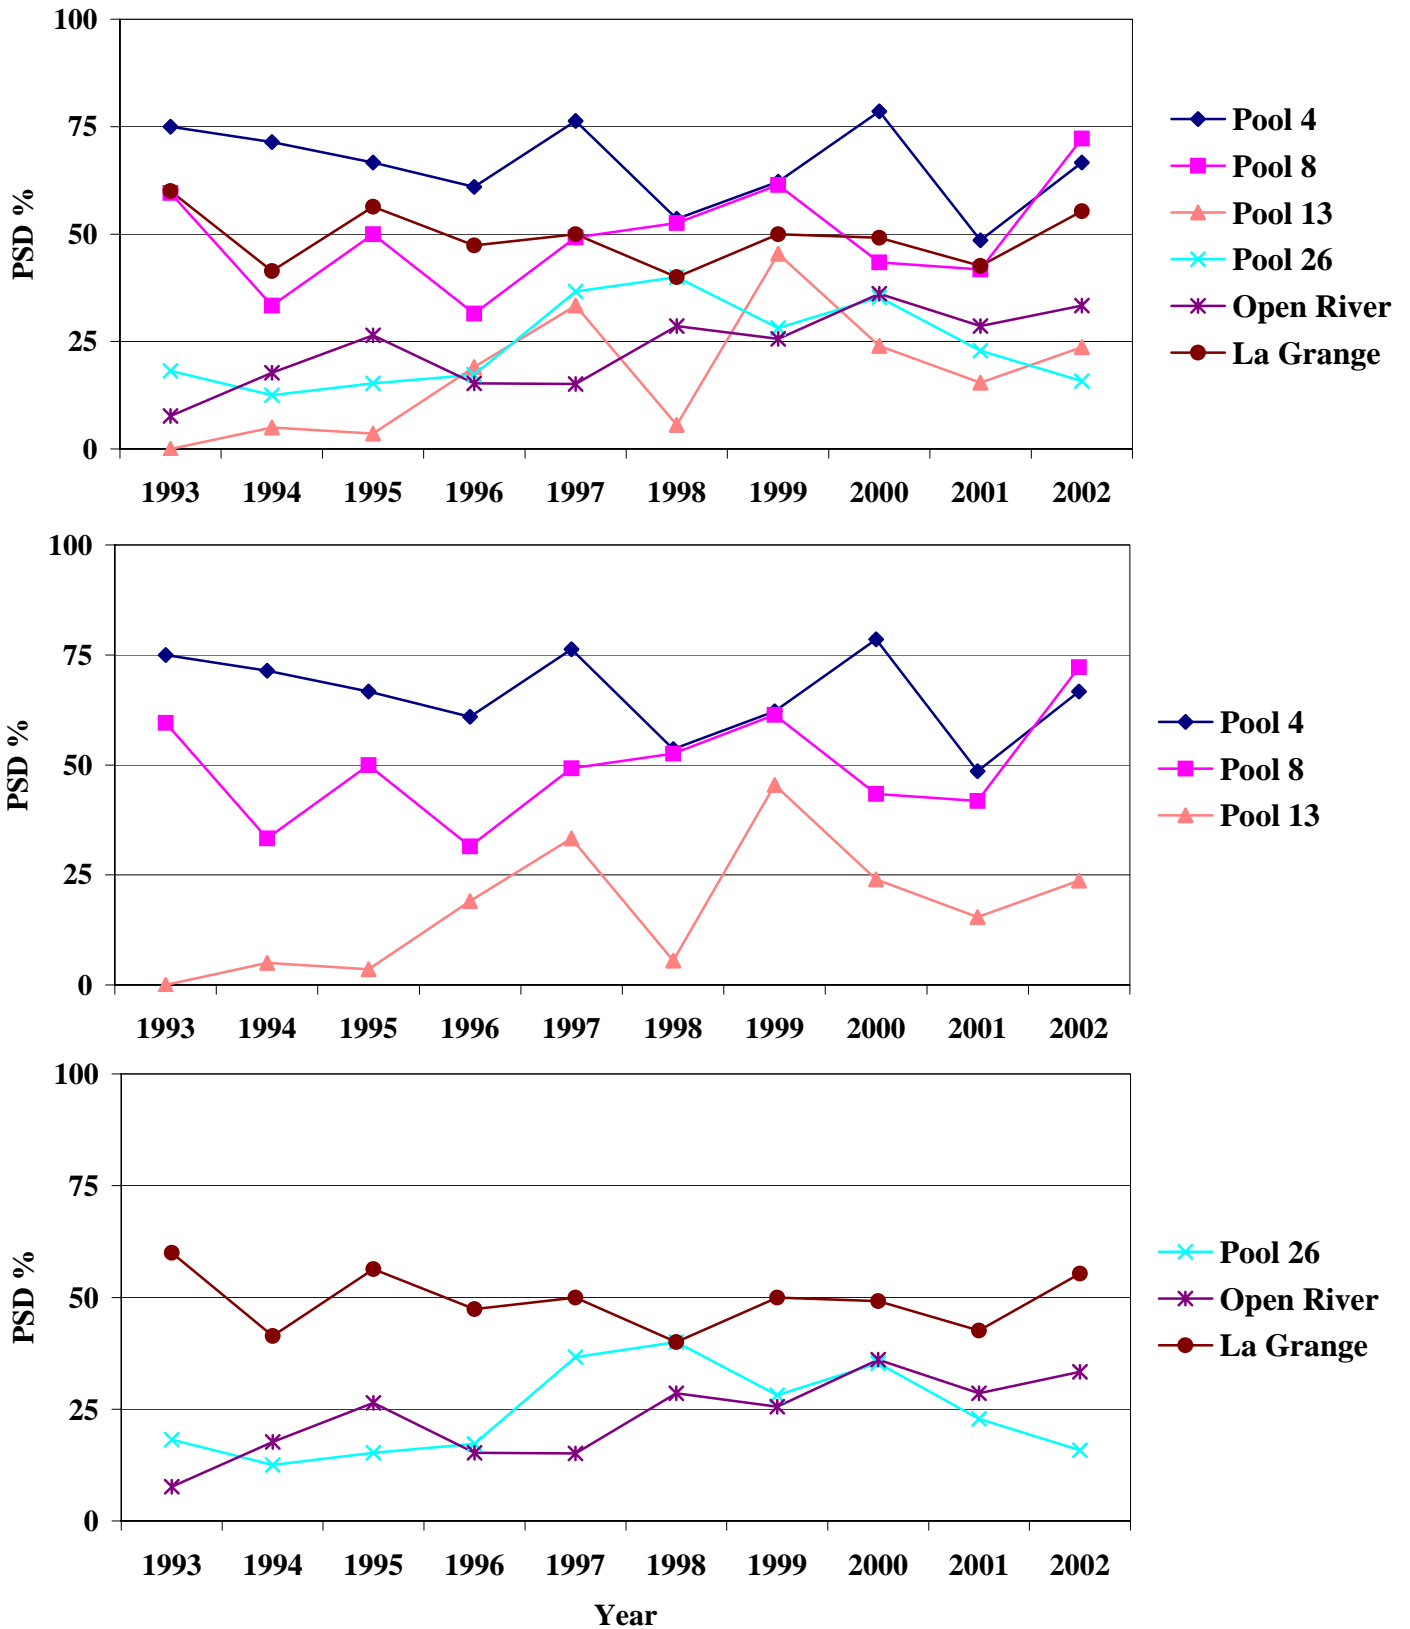 100
75
50
25
0
PSD %
1993 1994 1995 1996 1997 1998 1999 2000 2001 2002
Pool 4
Pool 8
Pool 13
Pool 26
Open River
La Grange
100
75
50
25
0
PSD %
1993 1994 1995 1996 1997 1998 1999 2000 2001 2002
Pool 4
Pool 8
Pool 13
100
75
50
25
0
PSD %
1993 1994 1995 1996 1997 1998 1999 2000 2001 2002
Year
Pool 26
Open River
La Grange